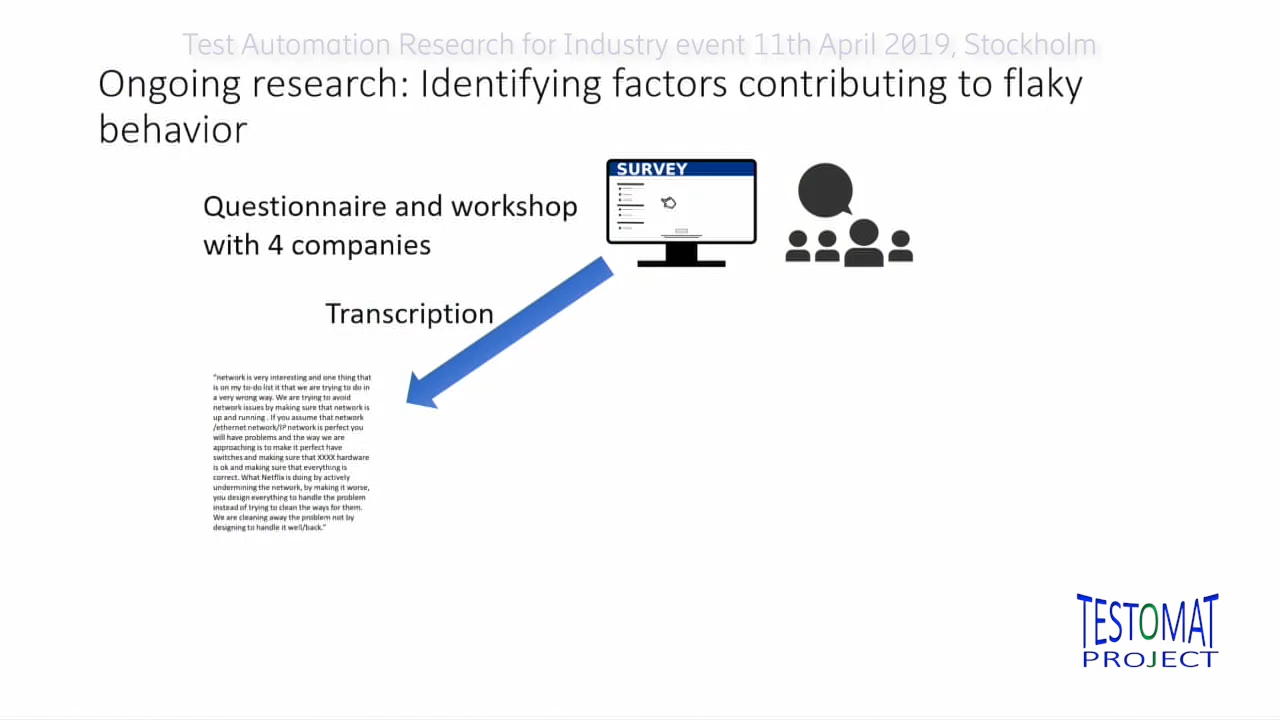 Test Automation Research for Industry event 11th April 2019, Stockholm
Ongoing research: Identifying factors contributing to flaky
behavior
SURVEY
Questionnaire and workshop
with 4 companies
Transcription
"network is very interesting and one thing that
is on my to-do list it that we are trying to do in
a very wrong way. We are trying to avoid
network issues by making sure that network is
up and running . If you assume that network
/ethernet network/IP network is perfect you
will have problems and the way we are
approaching is to make it perfect have
switches and making sure that XXXX hardware
is ok and making sure that everything is
correct. What Netflix is doing by actively
undermining the network, by making it worse,
you design everything to handle the problem
instead of trying to clean the ways for them.
We are cleaning away the problem not by
designing to handle it well/back."
TESTOMAT
PROJECT